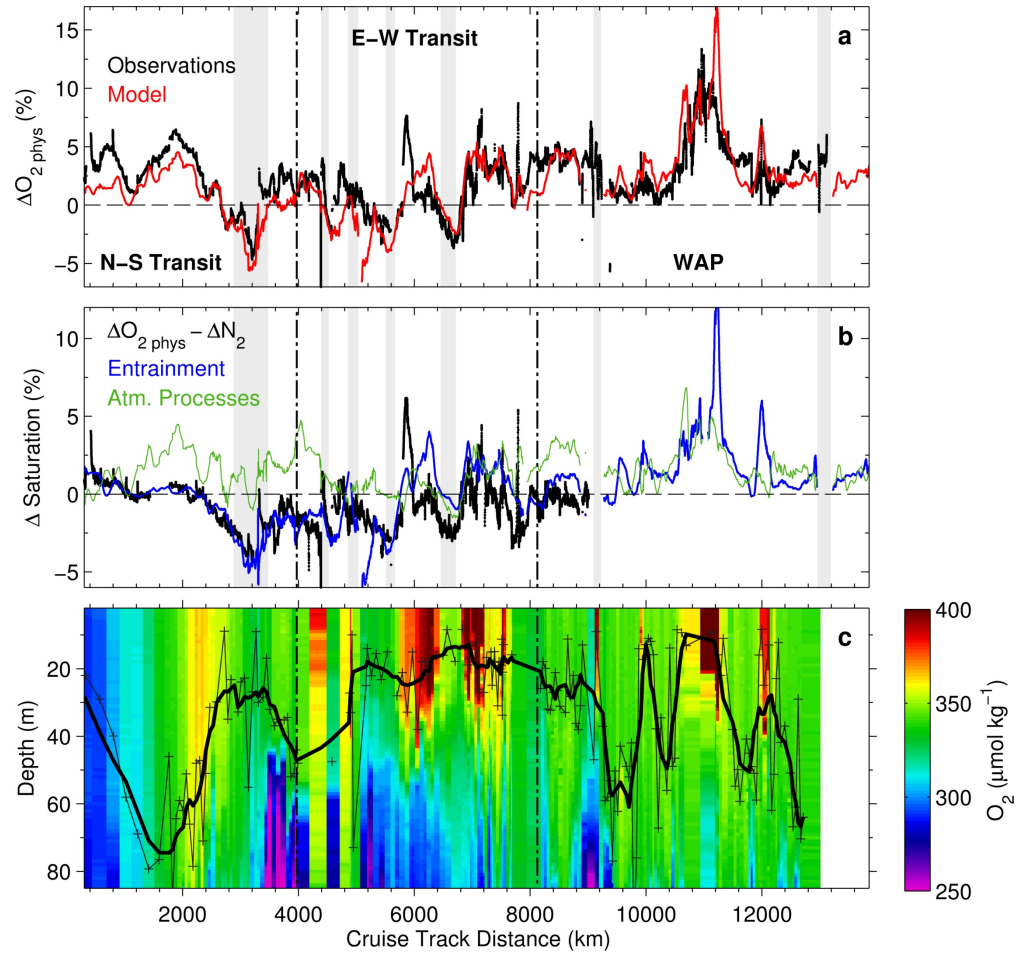 a
E−W Transit
Observations
Model
N−S Transit
WAP
15
10
5
0
−5
ΔO2 phys (%)
b
ΔO2 phys − ΔN2
Entrainment
Atm. Processes
10
5
0
−5
Δ Saturation (%)
c
20
40
60
80
Depth (m)
2000 4000 6000 8000 10000 12000
Cruise Track Distance (km)
400
350
300
250
O2 (μmol kg−1)